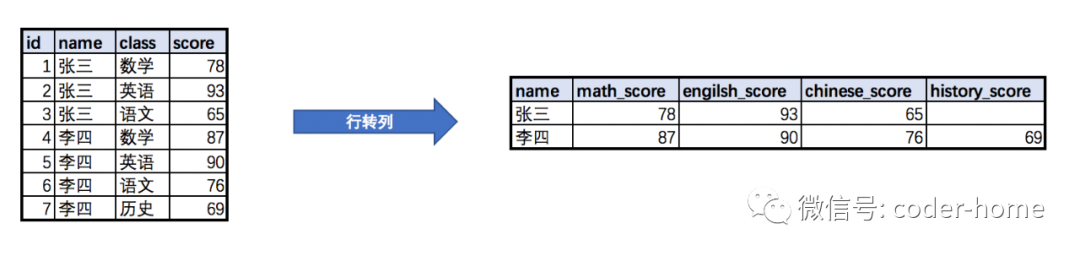 id name class score
1 张三 数学 78
2 张三 英语 93
3 张三 语文 65
4 李四 数学 87
5 李四 英语 90
6 李四 语文 76
7 李四 历史 69
行转列
name math_score engilsh_score chinese_score history_score
张三 78 93 65
李四 87 90 76 69
微信号: coder-home